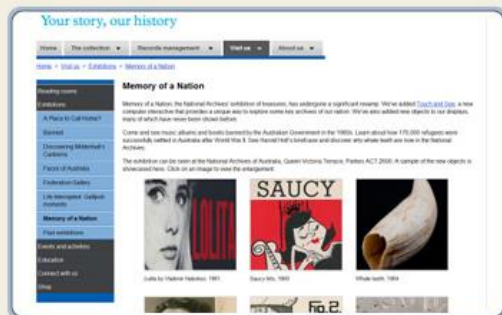 Your story, our history
Home The collection Records management Visit us About us
Home > Visit us > Exhibitions > Memory of a Nation
Reading rooms
Exhibitions
A Place to Call Home?
Banned
Discovering Mildenhall's Canberra
Faces of Australia
Federation Gallery
Life Interrupted: Gallipoli moments
Memory of a Nation
Past exhibitions
Events and activities
Education
Connect with us
Shop
Memory of a Nation
Memory of a Nation, the National Archives' exhibition of treasures, has undergone a significant revamp. We've added Touch and See, a new
computer interactive that provides a unique way to explore some key archives of our nation. We've also added new objects to our displays,
many of which have never been shown before.
Come and see music albums and books banned by the Australian Government in the 1960s. Learn about how 170,000 refugees were
successfully settled in Australia after World War II. See Harold Holt's briefcase and discover why teeth are now in the National
Archives.
The exhibition can be seen at the National Archives of Australia, Queen Victoria Terrace, Parkes ACT 2600. A sample of the new objects is
showcased here. Click on an image to view the enlargement.
LOLITA
SAUCY
Lolita by Vladimir Nabokov, 1961
Saucy bits, 1960
Whale tooth, 1904
FIG. 2.